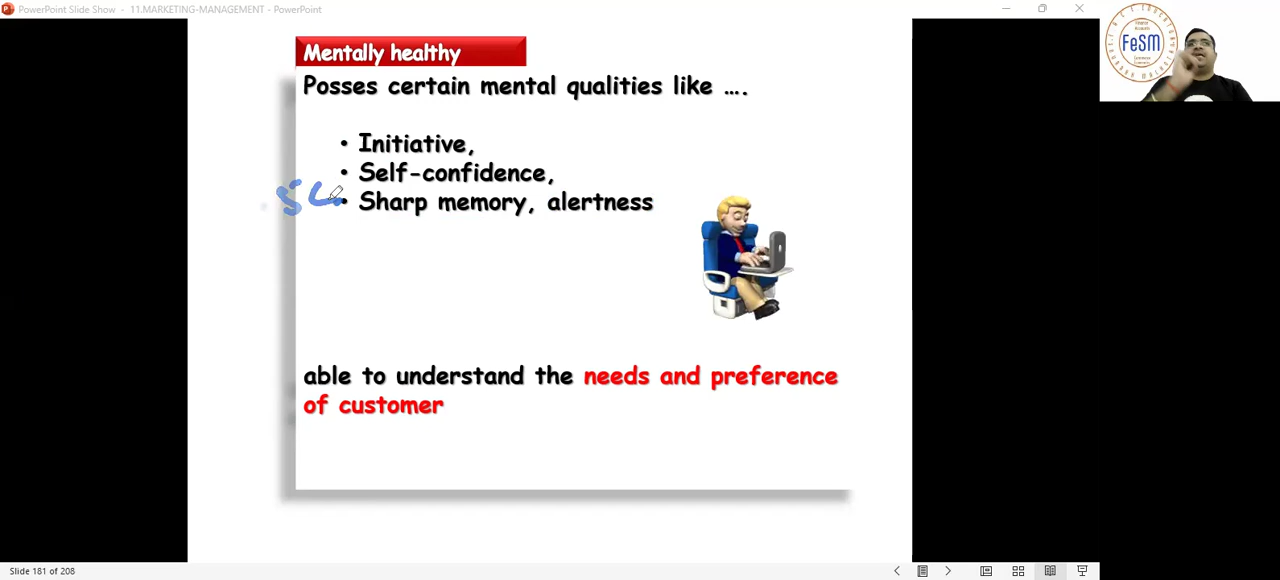 PowerPoint Slide Show - 11.MARKETING-MANAGEMENT - PowerPoint
Mentally healthy
Posses certain mental qualities like ....
• Initiative,
• Self-confidence,
• Sharp memory, alertness
able to understand the needs and preference
of customer
FeSM
Slide 181 of 208